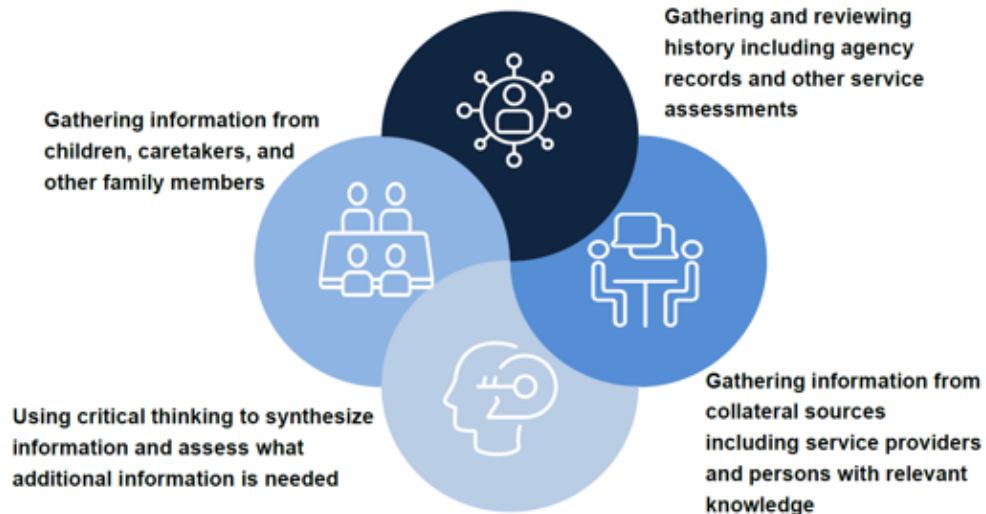 Gathering and reviewing
history including agency
records and other service
assessments
Gathering information from
children, caretakers, and
other family members
Using critical thinking to synthesize
information and assess what
additional information is needed
Gathering information from
collateral sources
including service providers
and persons with relevant
knowledge